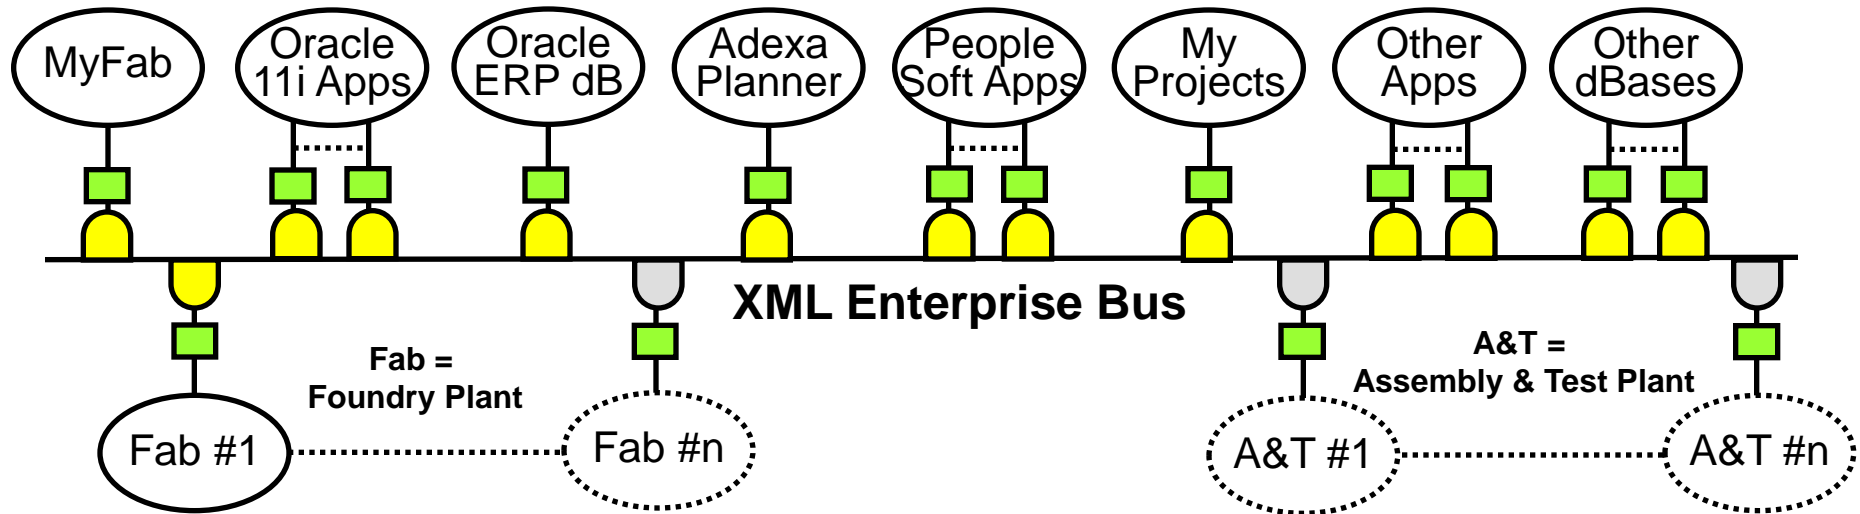 MyFab
Oracle
11i Apps
Oracle
ERP dB
Adexa
Planner
People
Soft Apps
My
Projects
Other
Apps
Other
dBases
XML Enterprise Bus
Fab =
Foundry Plant
A&T =
Assembly & Test Plant
Fab #1
Fab #n
A&T #1
A&T #n